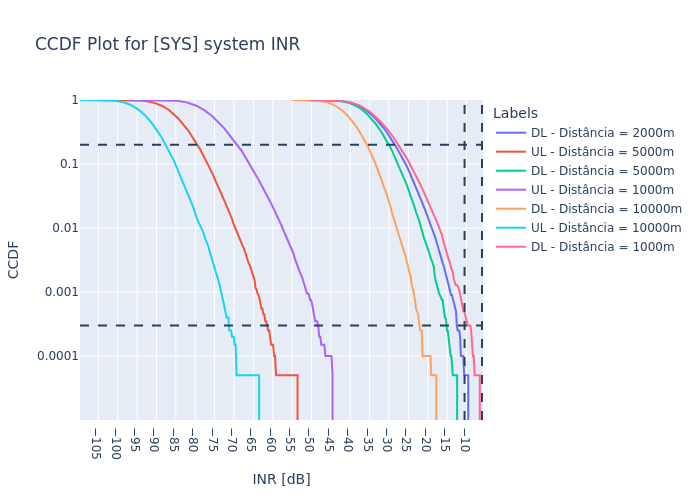 CCDF Plot for [SYS] system INR
CCDF
1
0.1
0.01
0.001
0.0001
−105
−100
−95
−90
−85
−80
−75
−70
−65
−60
−55
−50
−45
−40
−35
−30
−25
−20
−15
−10
INR [dB]
Labels
DL - Distância = 2000m
UL - Distância = 5000m
DL - Distância = 5000m
UL - Distância = 1000m
DL - Distância = 10000m
UL - Distância = 10000m
DL - Distância = 1000m